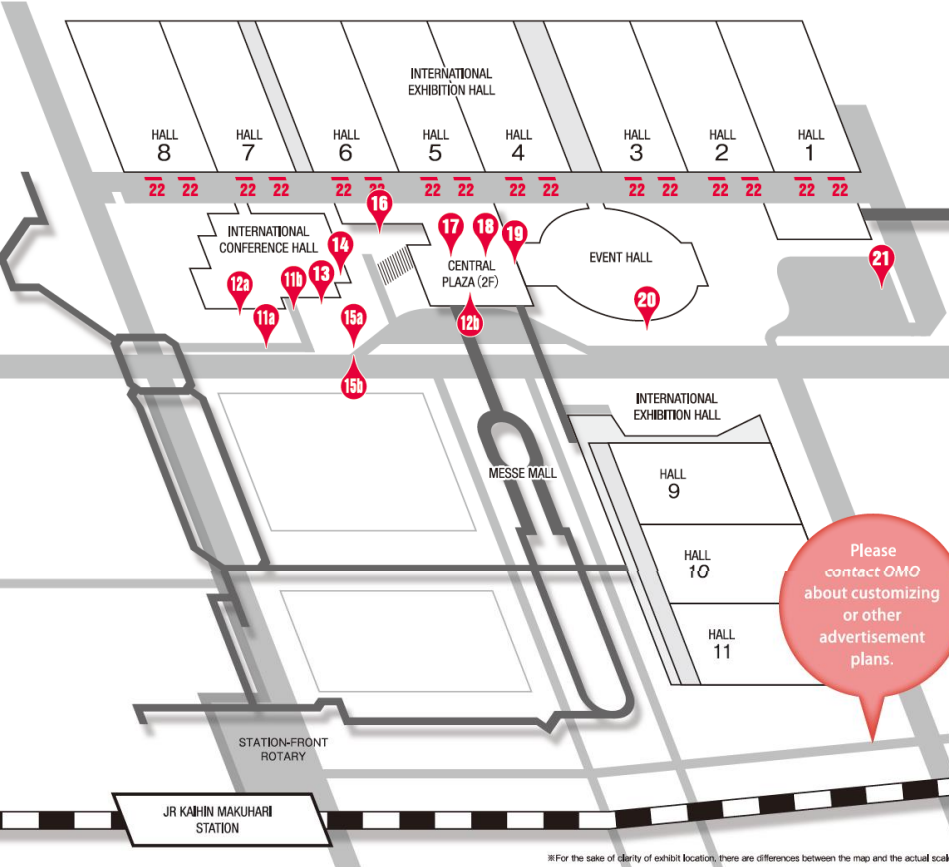 INTERNATIONAL
EXHIBITION HALL
HALL
8
HALL
7
HALL
6
HALL
5
HALL
4
HALL
3
HALL
2
HALL
1
22 22 22 22 22 22 22 22 22 22 22 22 22 22 22 22
16
INTERNATIONAL
CONFERENCE HALL
14
17
18
19
CENTRAL
PLAZA (2F)
EVENT HALL
21
12a
11b
13
11a
15a
12b
20
15b
INTERNATIONAL
EXHIBITION HALL
MESSE MALL
HALL
9
HALL
10
HALL
11
Please
contact OMO
about customizing
or other
advertisement
plans.
STATION-FRONT
ROTARY
JR KAIHIN MAKUHARI
STATION
※For the sake of clarity of exhibit location, there are differences between the map and the actual scal